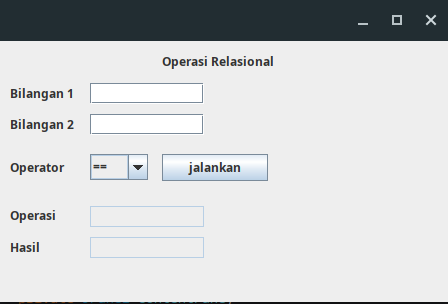 Operasi Relasional
Bilangan 1
Bilangan 2
Operator == jalankan
Operasi
Hasil